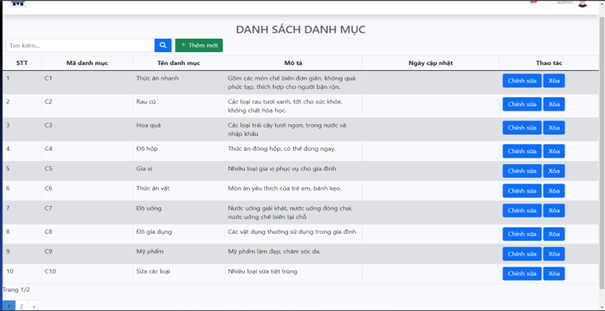 admin
DANH SÁCH DANH MỤC
Tìm kiếm... + Thêm mới
STT Mã danh mục Tên danh mục Mô tả Ngày cập nhật Thao tác
1 C1 Thức ăn nhanh Gồm các món chế biến đơn giản, không quá Chỉnh sửa Xóa
phức tạp, thích hợp cho người bận rộn.
2 C2 Rau củ Các loại rau tươi xanh, tốt cho sức khỏe, Chỉnh sửa Xóa
không chất hóa học.
3 C3 Hoa quả Các loại trái cây tươi ngon, trong nước và Chỉnh sửa Xóa
nhập khẩu
4 C4 Đồ hộp Thức ăn đóng hộp, có thể dùng ngay. Chỉnh sửa Xóa
5 C5 Gia vị Nhiều loại gia vị phục vụ cho gia đình Chỉnh sửa Xóa
6 C6 Thức ăn vặt Món ăn yêu thích của trẻ em, bánh kẹo. Chỉnh sửa Xóa
7 C7 Đồ uống Nước uống giải khát, nước uống đóng chai, Chỉnh sửa Xóa
nước uống chế biến tại chỗ
8 C8 Đồ gia dụng Các vật dụng thường sử dụng trong gia đình Chỉnh sửa Xóa
9 C9 Mỹ phẩm Mỹ phẩm làm đẹp, chăm sóc da. Chỉnh sửa Xóa
10 C10 Sữa các loại Nhiều loại sữa tiệt trùng Chỉnh sửa Xóa
Trang 1/2
1 2 »